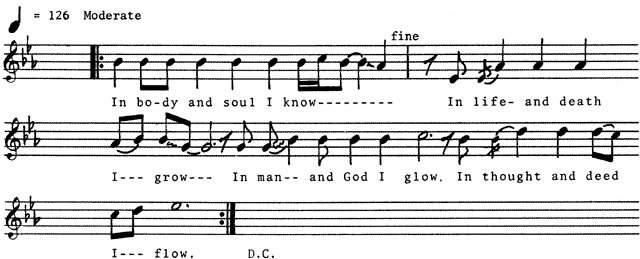 = 126 Moderate
fine
In bo-dy and soul I know--------- In life- and death
I--- grow--- In man-- and God I glow. In thought and deed
I--- flow. D.C.